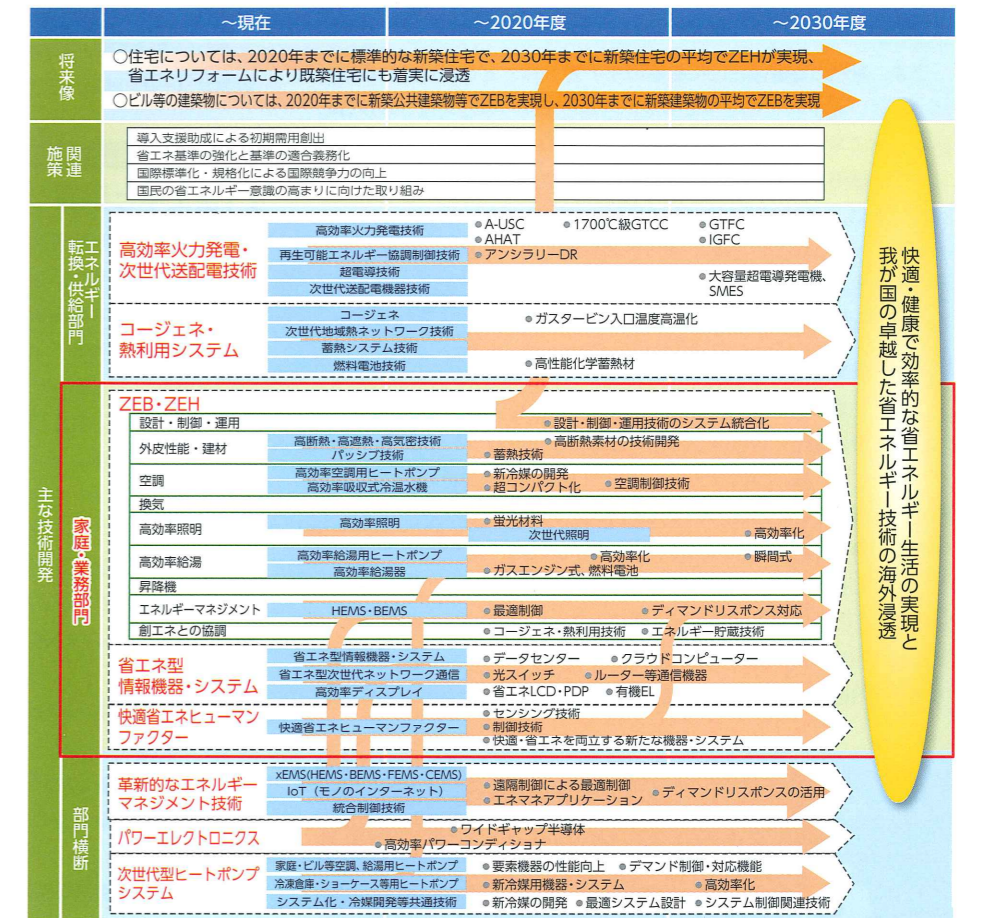 ~現在
~2020年度
~2030年度
将来像
○住宅については、2020年までに標準的な新築住宅で、2030年までに新築住宅の平均でZEHが実現、
省エネリフォームにより既築住宅にも着実に浸透
○ビル等の建築物については、2020年までに新築公共建築物等でZEBを実現し、2030年までに新築建築物の平均でZEBを実現
関連
施策
導入支援助成による初期需用創出
省エネ基準の強化と基準の適合義務化
国際標準化・規格化による国際競争力の向上
国民の省エネルギー意識の高まりに向けた取り組み
主な技術開発
エネルギー
転換・供給部門
高効率火力発電・
次世代送配電技術
高効率火力発電技術
再生可能エネルギー協調制御技術
超電導技術
次世代送配電機器技術
●A-USC
●1700℃級GTCC
●GTFC
●AHAT
●IGFC
●アンシラリーDR
●大容量超電導発電機、
SMES
コージェネ・
熱利用システム
コージェネ
次世代地域熱ネットワーク技術
蓄熱システム技術
燃料電池技術
●ガスタービン入口温度高温化
●高性能化学蓄熱材
家庭・業務部門
ZEB・ZEH
設計・制御・運用
●設計・制御・運用技術のシステム統合化
外皮性能・建材
高断熱・高遮熱・高気密技術
パッシブ技術
●高断熱素材の技術開発
●蓄熱技術
空調
高効率空調用ヒートポンプ
高効率吸収式冷温水機
●新冷媒の開発
●超コンパクト化
●空調制御技術
換気
高効率照明
高効率照明
●蛍光材料
次世代照明
●高効率化
高効率給湯
高効率給湯用ヒートポンプ
高効率給湯器
●高効率化
●瞬間式
●ガスエンジン式、燃料電池
昇降機
エネルギーマネジメント
HEMS・BEMS
●最適制御
●ディマンドリスポンス対応
創エネとの協調
●コージェネ・熱利用技術
●エネルギー貯蔵技術
省エネ型
情報機器・システム
省エネ型情報機器・システム
省エネ型次世代ネットワーク通信
高効率ディスプレイ
●データセンター
●クラウドコンピューター
●光スイッチ
●ルーター等通信機器
●省エネLCD・PDP
●有機EL
快適省エネヒューマン
ファクター
快適省エネヒューマンファクター
●センシング技術
●制御技術
●快適・省エネを両立する新たな機器・システム
部門横断
革新的なエネルギー
マネジメント技術
xEMS(HEMS・BEMS・FEMS・CEMS)
IoT(モノのインターネット)
統合制御技術
●遠隔制御による最適制御
●エネマネアプリケーション
●ディマンドリスポンスの活用
パワーエレクトロニクス
●ワイドギャップ半導体
●高効率パワーコンディショナ
次世代型ヒートポンプ
システム
家庭・ビル等空調、給湯用ヒートポンプ
冷凍倉庫・ショーケース等用ヒートポンプ
システム化・冷媒開発等共通技術
●要素機器の性能向上
●デマンド制御・対応機能
●新冷媒用機器・システム
●高効率化
●新冷媒の開発
●最適システム設計
●システム制御関連技術
快適・健康で効率的な省エネルギー生活の実現と
我が国の卓越した省エネルギー技術の海外浸透